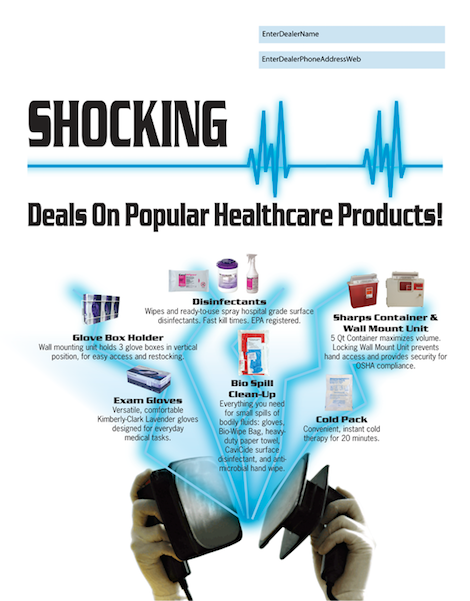 EnterDealerName
EnterDealerPhoneAddressWeb
SHOCKING
Deals On Popular Healthcare Products!
Disinfectants
Wipes and ready-to-use spray hospital grade surface
disinfectants. Fast kill times. EPA registered.
Glove Box Holder
Wall mounting unit holds 3 glove boxes in vertical
position, for easy access and restocking.
Sharps Container &
Wall Mount Unit
5 Qt Container maximizes volume.
Locking Wall Mount Unit prevents
hand access and provides security for
OSHA compliance.
Exam Gloves
Versatile, comfortable
Kimberly-Clark Lavender gloves
designed for everyday
medical tasks.
Bio Spill
Clean-Up
Everything you need
for small spills of
bodily fluids: gloves,
Bio-Wipe Bag, heavy-
duty paper towel,
CaviCide surface
disinfectant, and anti-
microbial hand wipe.
Cold Pack
Convenient, instant cold
therapy for 20 minutes.